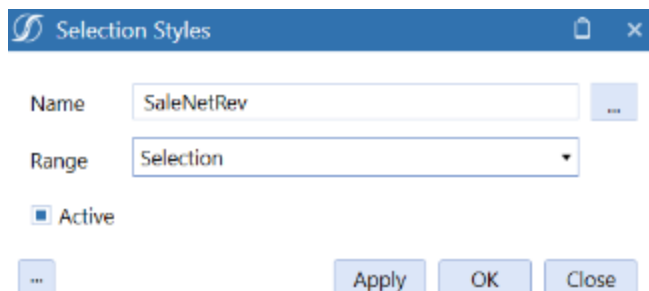 Selection Styles
Name SaleNetRev ...
Range Selection
Active
... Apply OK Close